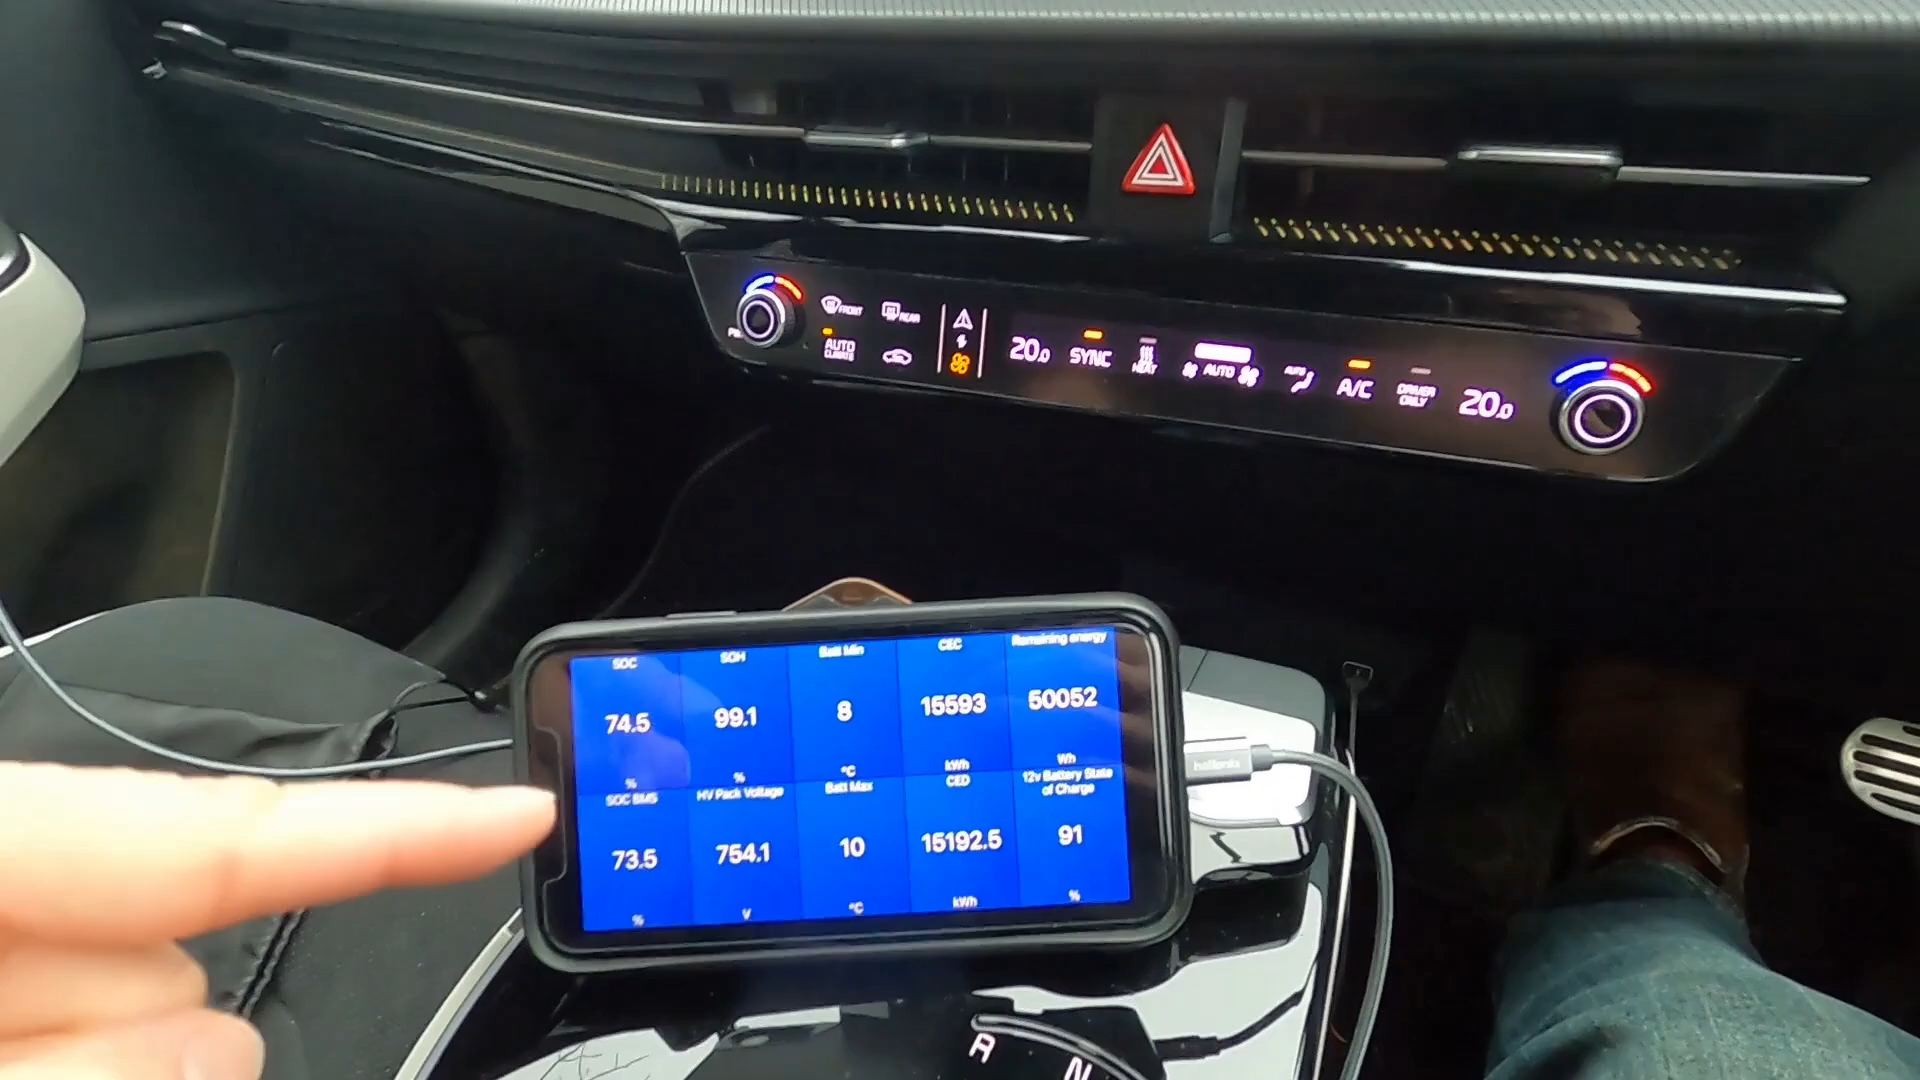 FRONT
REAR
AUTO
CLIMATE
20.0
SYNC
HEAT
AUTO
AUTO
A/C
DRIVER
ONLY
20.0
SOC
74.5
%
SOH
99.1
%
Batt Min
8
°C
CEC
15593
kWh
Remaining energy
50052
Wh
SOC BMS
73.5
%
HV Pack Voltage
754.1
V
Batt Max
10
°C
CED
15192.5
kWh
12v Battery State
of Charge
91
%
R
N